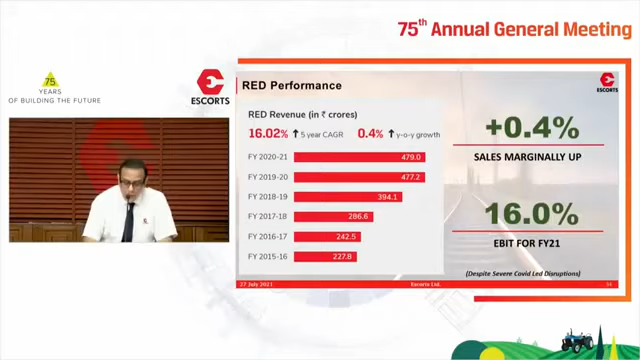 75th Annual General Meeting
75
YEARS
OF BUILDING THE FUTURE
ESCORTS
RED Performance
ESCORTS
RED Revenue (in ₹ crores)
16.02% ↑ 5 year CAGR 0.4% ↑ y-o-y growth
FY 2020-21 479.0
FY 2019-20 477.2
FY 2018-19 394.1
FY 2017-18 286.6
FY 2016-17 242.5
FY 2015-16 227.8
+0.4%
SALES MARGINALLY UP
16.0%
EBIT FOR FY21
(Despite Severe Covid Led Disruptions)
27 July 2021 Escorts Ltd. 34